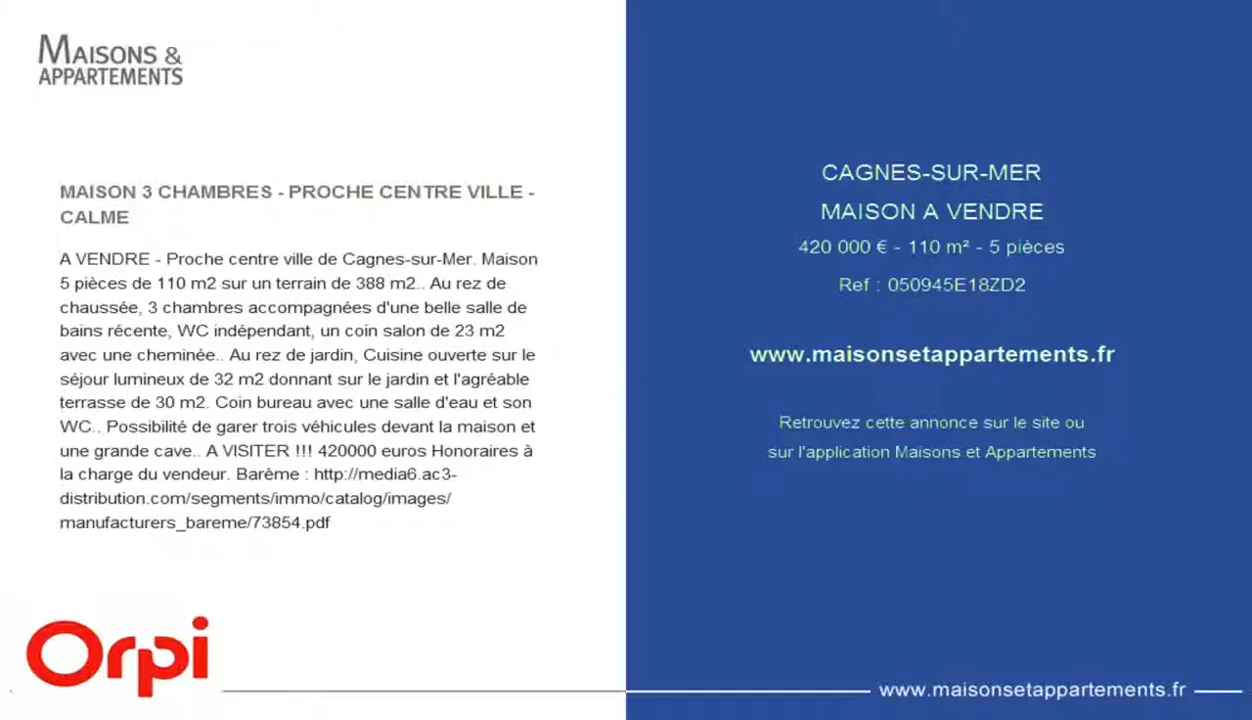 MAISONS &
APPARTEMENTS
MAISON 3 CHAMBRES - PROCHE CENTRE VILLE -
CALME
A VENDRE - Proche centre ville de Cagnes-sur-Mer. Maison
5 pièces de 110 m2 sur un terrain de 388 m2.. Au rez de
chaussée, 3 chambres accompagnées d'une belle salle de
bains récente, WC indépendant, un coin salon de 23 m2
avec une cheminée.. Au rez de jardin, Cuisine ouverte sur le
séjour lumineux de 32 m2 donnant sur le jardin et l'agréable
terrasse de 30 m2. Coin bureau avec une salle d'eau et son
WC.. Possibilité de garer trois véhicules devant la maison et
une grande cave.. A VISITER !!! 420000 euros Honoraires à
la charge du vendeur. Barème : http://media6.ac3-
distribution.com/segments/immo/catalog/images/
manufacturers_bareme/73854.pdf
Orpi
CAGNES-SUR-MER
MAISON A VENDRE
420 000 € - 110 m² - 5 pièces
Ref : 050945E18ZD2
www.maisonsetappartements.fr
Retrouvez cette annonce sur le site ou
sur l'application Maisons et Appartements
www.maisonsetappartements.fr